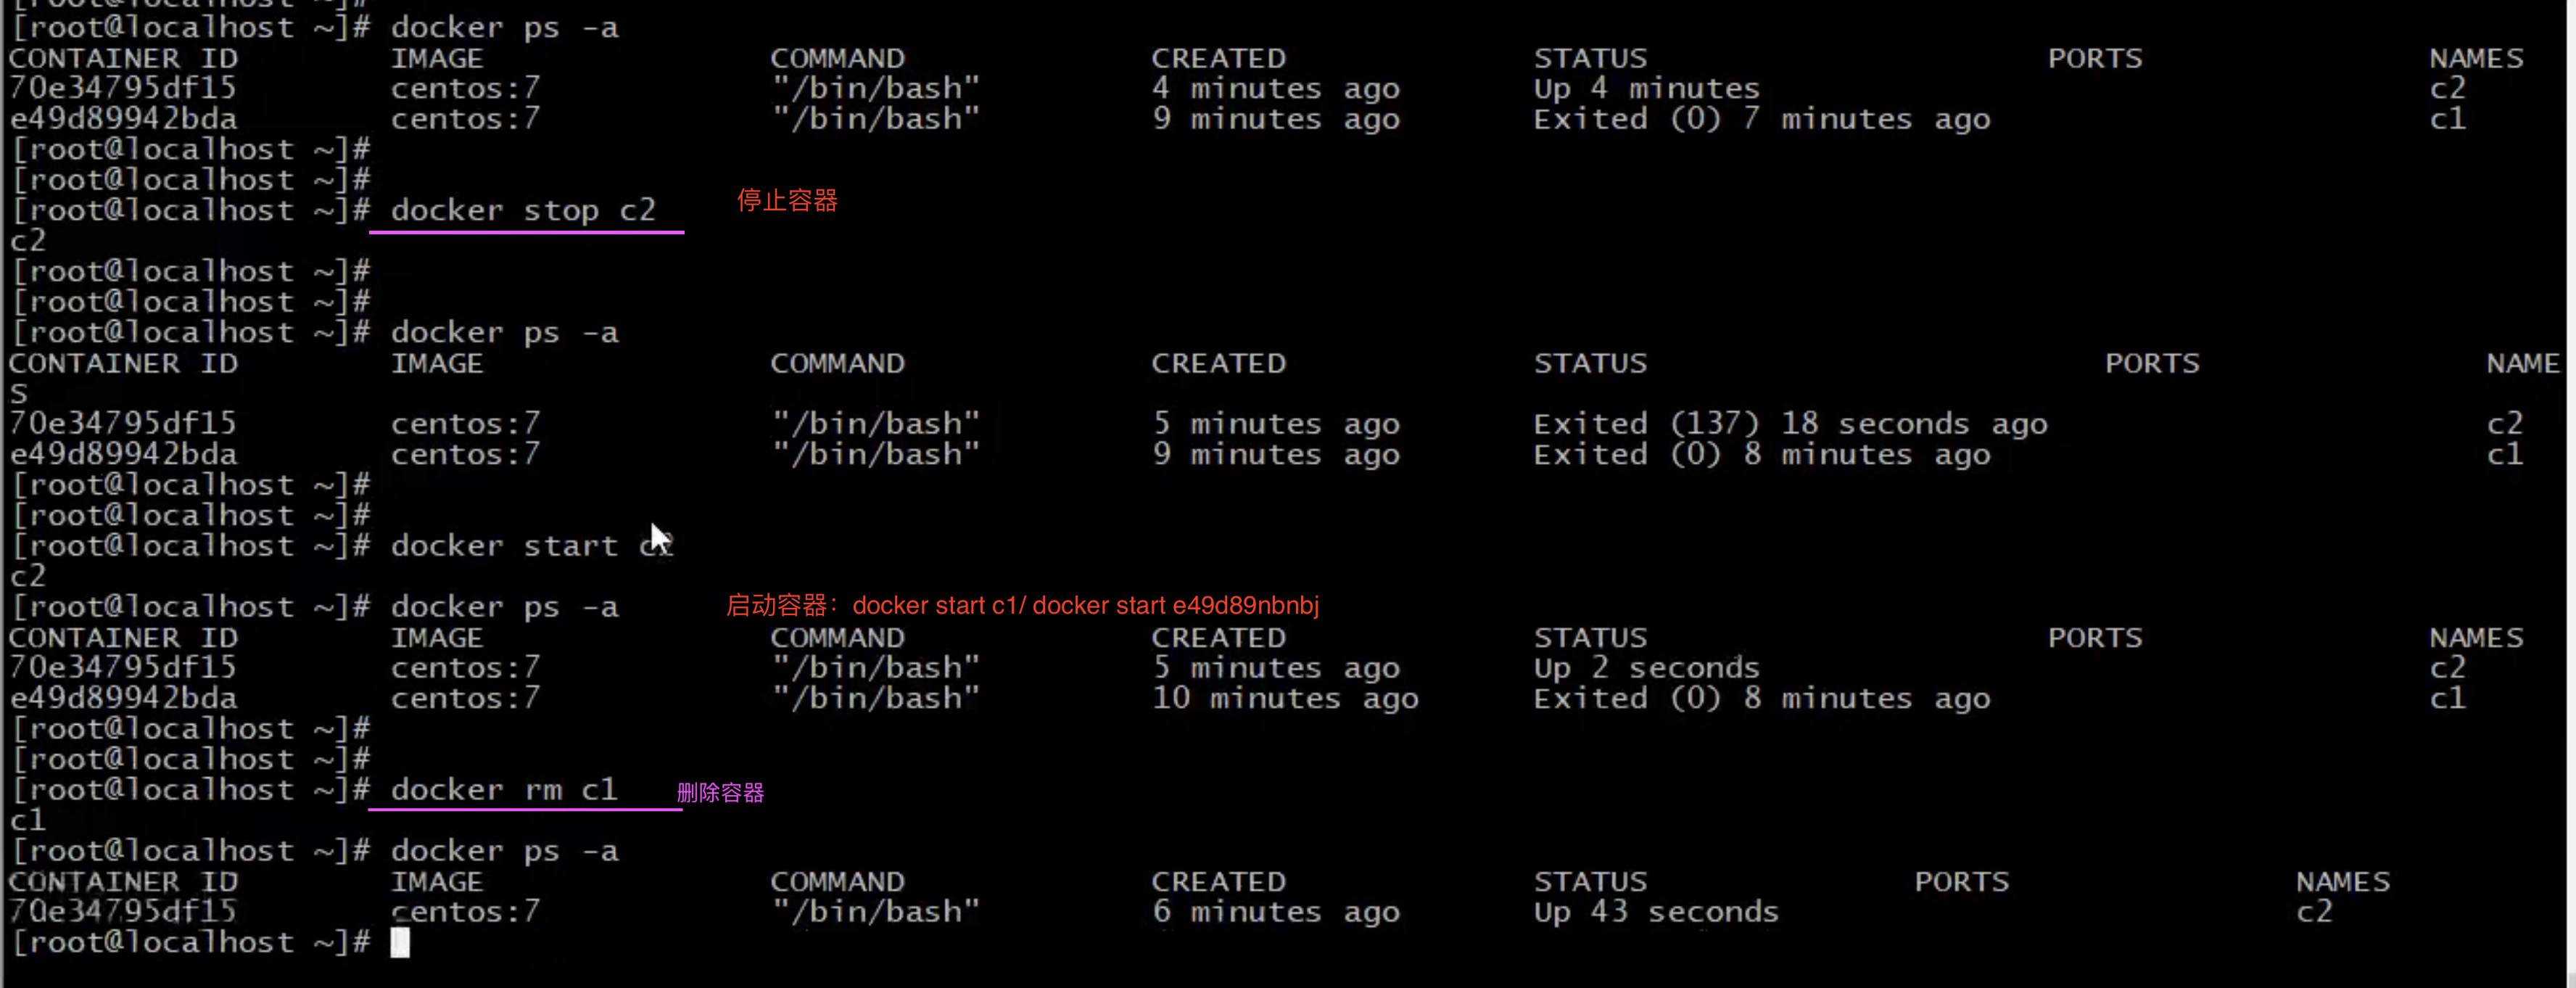 [root@localhost ~]#
[root@localhost ~]# docker ps -a
CONTAINER ID IMAGE COMMAND CREATED STATUS PORTS NAMES
70e34795df15 centos:7 "/bin/bash" 4 minutes ago Up 4 minutes c2
e49d89942bda centos:7 "/bin/bash" 9 minutes ago Exited (0) 7 minutes ago c1
[root@localhost ~]#
[root@localhost ~]#
[root@localhost ~]# docker stop c2 停止容器
c2
[root@localhost ~]#
[root@localhost ~]#
[root@localhost ~]# docker ps -a
CONTAINER ID IMAGE COMMAND CREATED STATUS PORTS NAME
S
70e34795df15 centos:7 "/bin/bash" 5 minutes ago Exited (137) 18 seconds ago c2
e49d89942bda centos:7 "/bin/bash" 9 minutes ago Exited (0) 8 minutes ago c1
[root@localhost ~]#
[root@localhost ~]#
[root@localhost ~]# docker start c2
c2
[root@localhost ~]# docker ps -a 启动容器：docker start c1/ docker start e49d89nbnbj
CONTAINER ID IMAGE COMMAND CREATED STATUS PORTS NAMES
70e34795df15 centos:7 "/bin/bash" 5 minutes ago Up 2 seconds c2
e49d89942bda centos:7 "/bin/bash" 10 minutes ago Exited (0) 8 minutes ago c1
[root@localhost ~]#
[root@localhost ~]#
[root@localhost ~]# docker rm c1 删除容器
c1
[root@localhost ~]# docker ps -a
CONTAINER ID IMAGE COMMAND CREATED STATUS PORTS NAMES
70e34795df15 centos:7 "/bin/bash" 6 minutes ago Up 43 seconds c2
[root@localhost ~]#